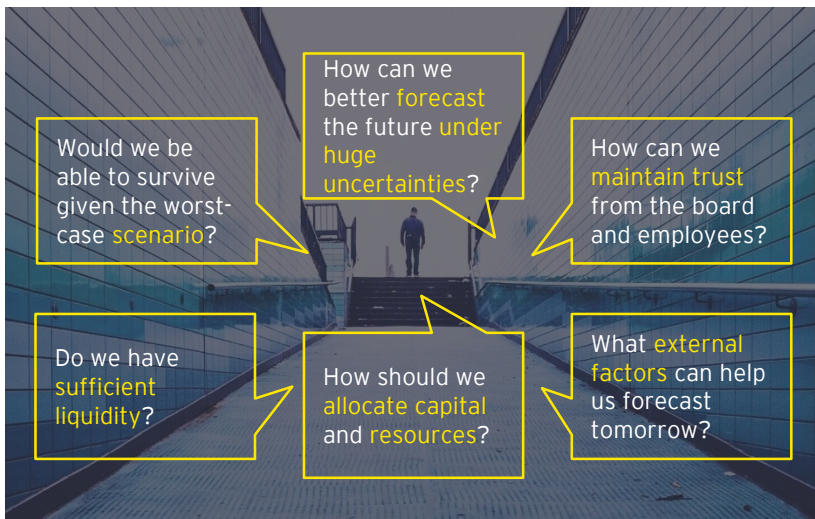 Would we be
able to survive
given the worst-
case scenario?
How can we
better forecast
the future under
huge
uncertainties?
How can we
maintain trust
from the board
and employees?
Do we have
sufficient
liquidity?
How should we
allocate capital
and resources?
What external
factors can help
us forecast
tomorrow?